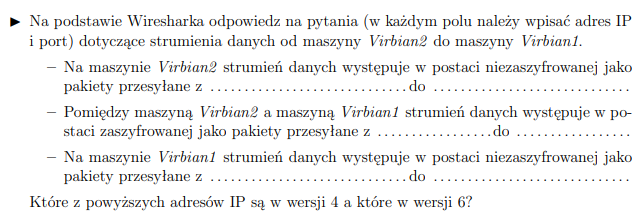 ► Na podstawie Wiresharka odpowiedz na pytania (w każdym polu należy wpisać adres IP
i port) dotyczące strumienia danych od maszyny Virbian2 do maszyny Virbian1.
– Na maszynie Virbian2 strumień danych występuje w postaci niezaszyfrowanej jako
pakiety przesyłane z ..............................do ..............................
– Pomiędzy maszyną Virbian2 a maszyną Virbian1 strumień danych występuje w po-
staci zaszyfrowanej jako pakiety przesyłane z ..................do ..................
– Na maszynie Virbian1 strumień danych występuje w postaci niezaszyfrowanej jako
pakiety przesyłane z ..............................do ..............................
Które z powyższych adresów IP są w wersji 4 a które w wersji 6?